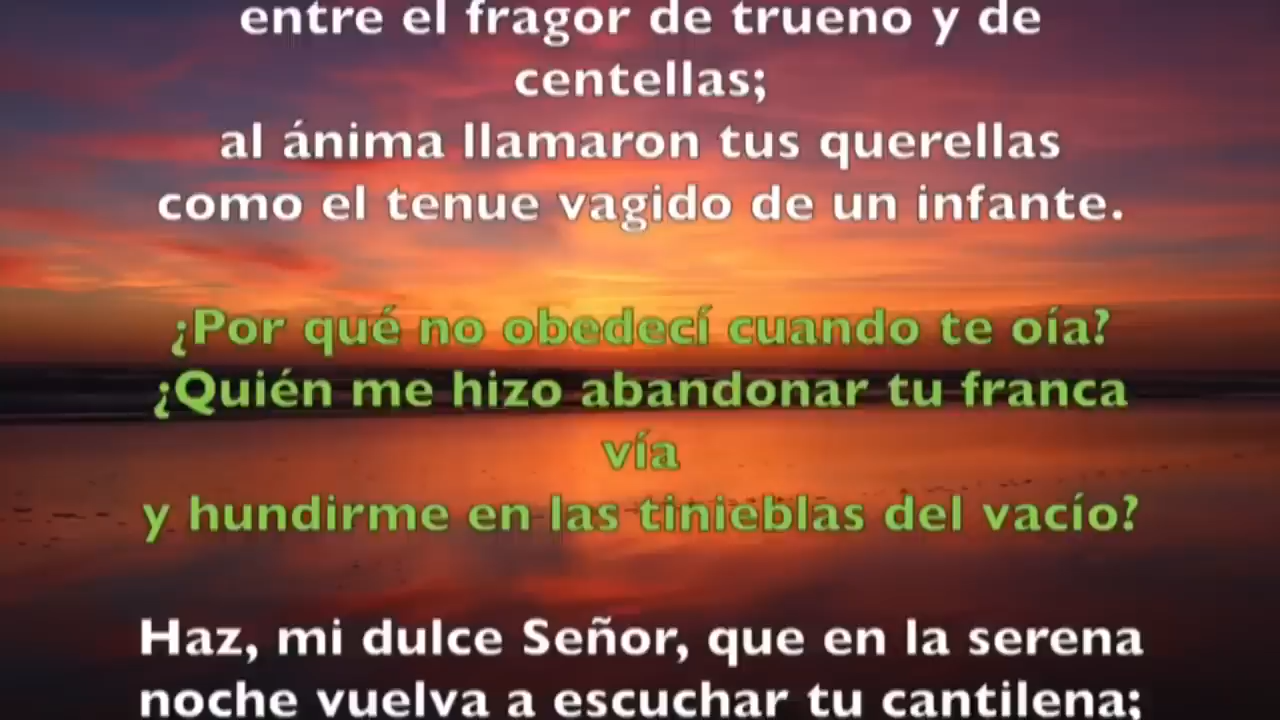 entre el fragor de trueno y de
centellas;
al ánima llamaron tus querellas
como el tenue vagido de un infante.
¿Por qué no obedecí cuando te oía?
¿Quién me hizo abandonar tu franca
vía
y hundirme en las tinieblas del vacío?
Haz, mi dulce Señor, que en la serena
noche vuelva a escuchar tu cantilena;